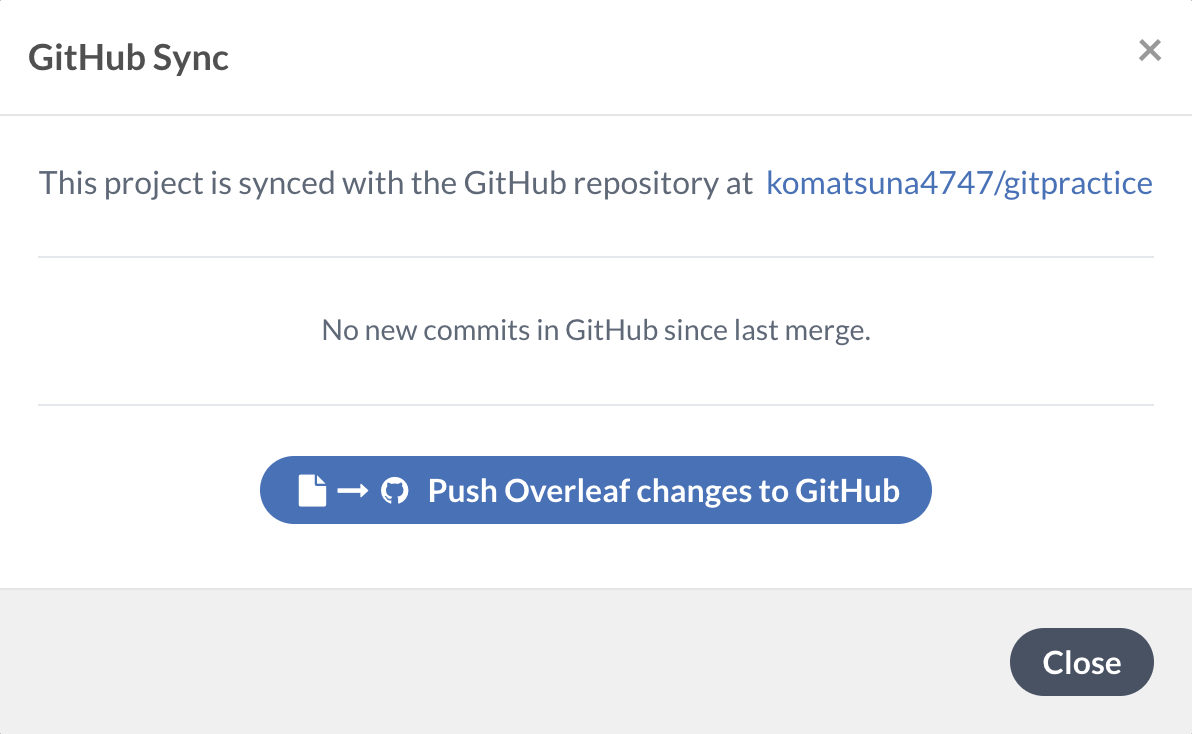 GitHub Sync
This project is synced with the GitHub repository at komatsuna4747/gitpractice
No new commits in GitHub since last merge.
Push Overleaf changes to GitHub
Close